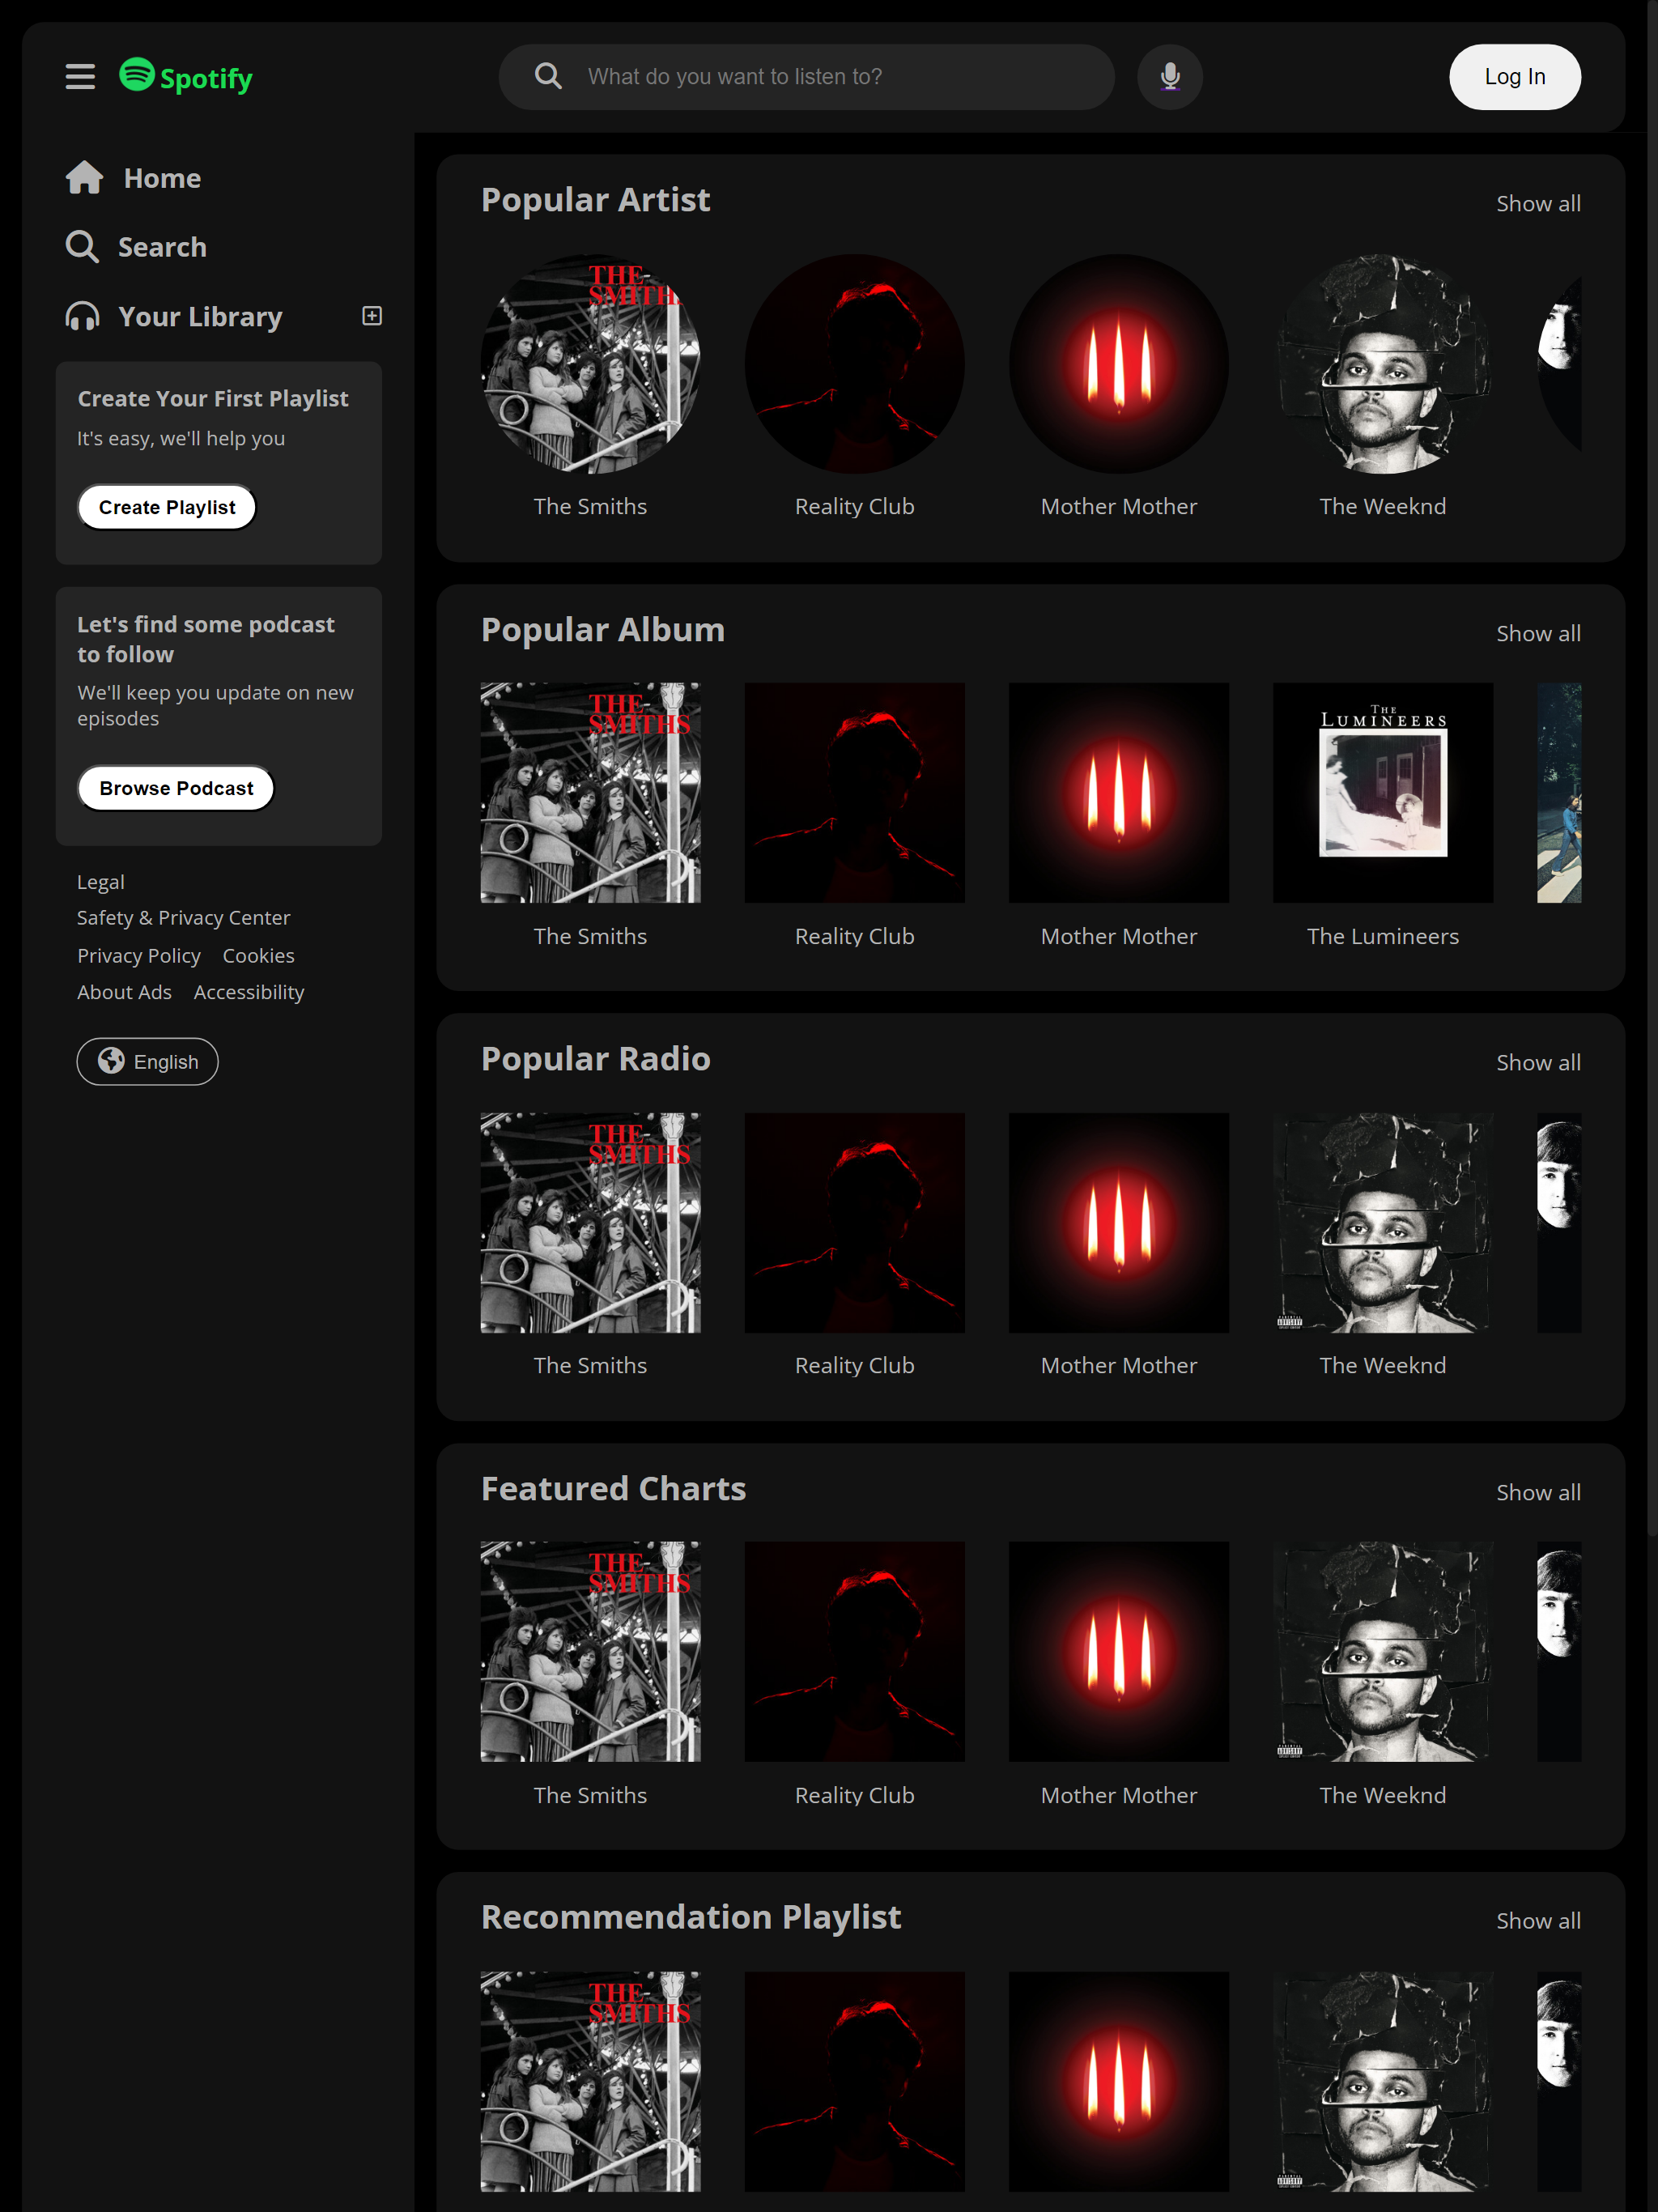 Spotify
What do you want to listen to?
Log In
Home
Search
Your Library
Create Your First Playlist
It's easy, we'll help you
Create Playlist
Let's find some podcast
to follow
We'll keep you update on new
episodes
Browse Podcast
Legal
Safety & Privacy Center
Privacy Policy Cookies
About Ads Accessibility
English
Popular Artist
Show all
THE
SMITHS
The Smiths
Reality Club
Mother Mother
The Weeknd
Popular Album
Show all
THE
SMITHS
THE
LUMINEERS
The Smiths
Reality Club
Mother Mother
The Lumineers
Popular Radio
Show all
THE
SMITHS
The Smiths
Reality Club
Mother Mother
The Weeknd
Featured Charts
Show all
THE
SMITHS
The Smiths
Reality Club
Mother Mother
The Weeknd
Recommendation Playlist
Show all
THE
SMITHS